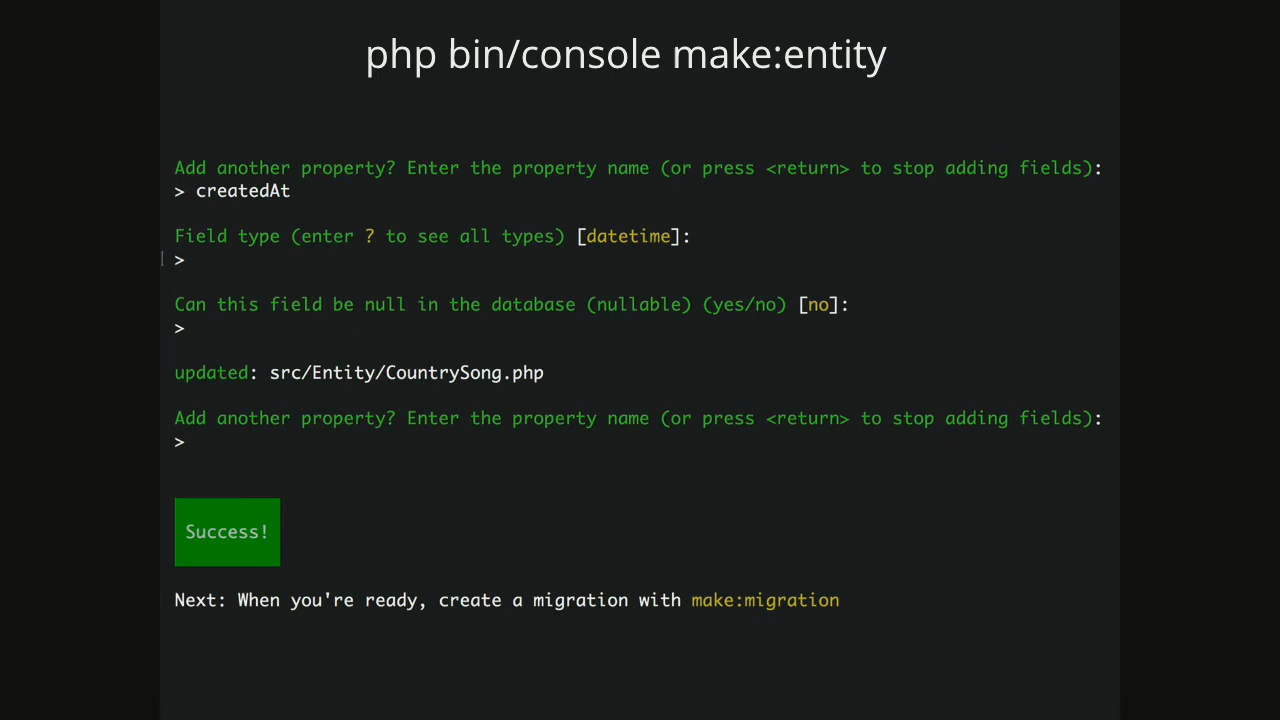 php bin/console make:entity
Add another property? Enter the property name (or press <return> to stop adding fields):
> createdAt
Field type (enter ? to see all types) [datetime]:
>
Can this field be null in the database (nullable) (yes/no) [no]:
>
updated: src/Entity/CountrySong.php
Add another property? Enter the property name (or press <return> to stop adding fields):
>
Success!
Next: When you're ready, create a migration with make:migration